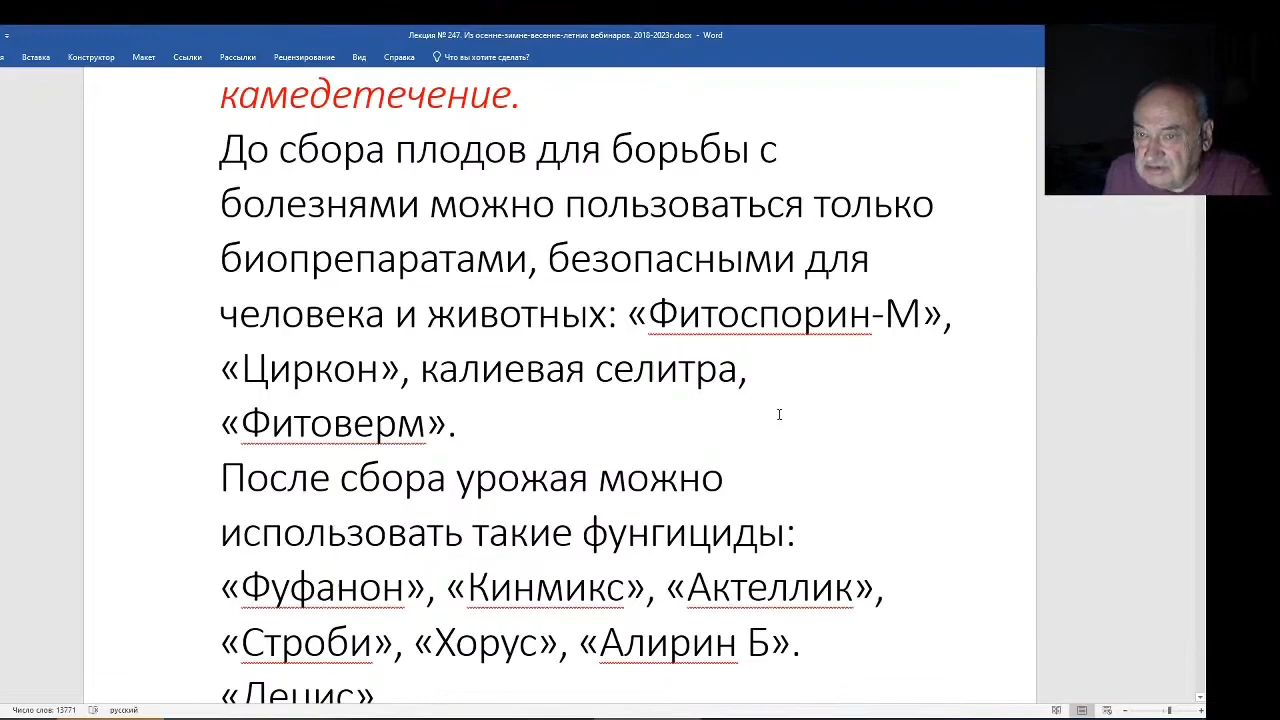 Лекция № 247. Из осенне-зимне-весенне-летних вебинаров. 2018-2023г.docx - Word
Вставка Конструктор Макет Ссылки Рассылки Рецензирование Вид Справка Что вы хотите сделать?
камедетечение.
До сбора плодов для борьбы с
болезнями можно пользоваться только
биопрепаратами, безопасными для
человека и животных: «Фитоспорин-М»,
«Циркон», калиевая селитра,
«Фитоверм».
После сбора урожая можно
использовать такие фунгициды:
«Фуфанон», «Кинмикс», «Актеллик»,
«Строби», «Хорус», «Алирин Б».
«Децис»
Число слов: 13771 русский